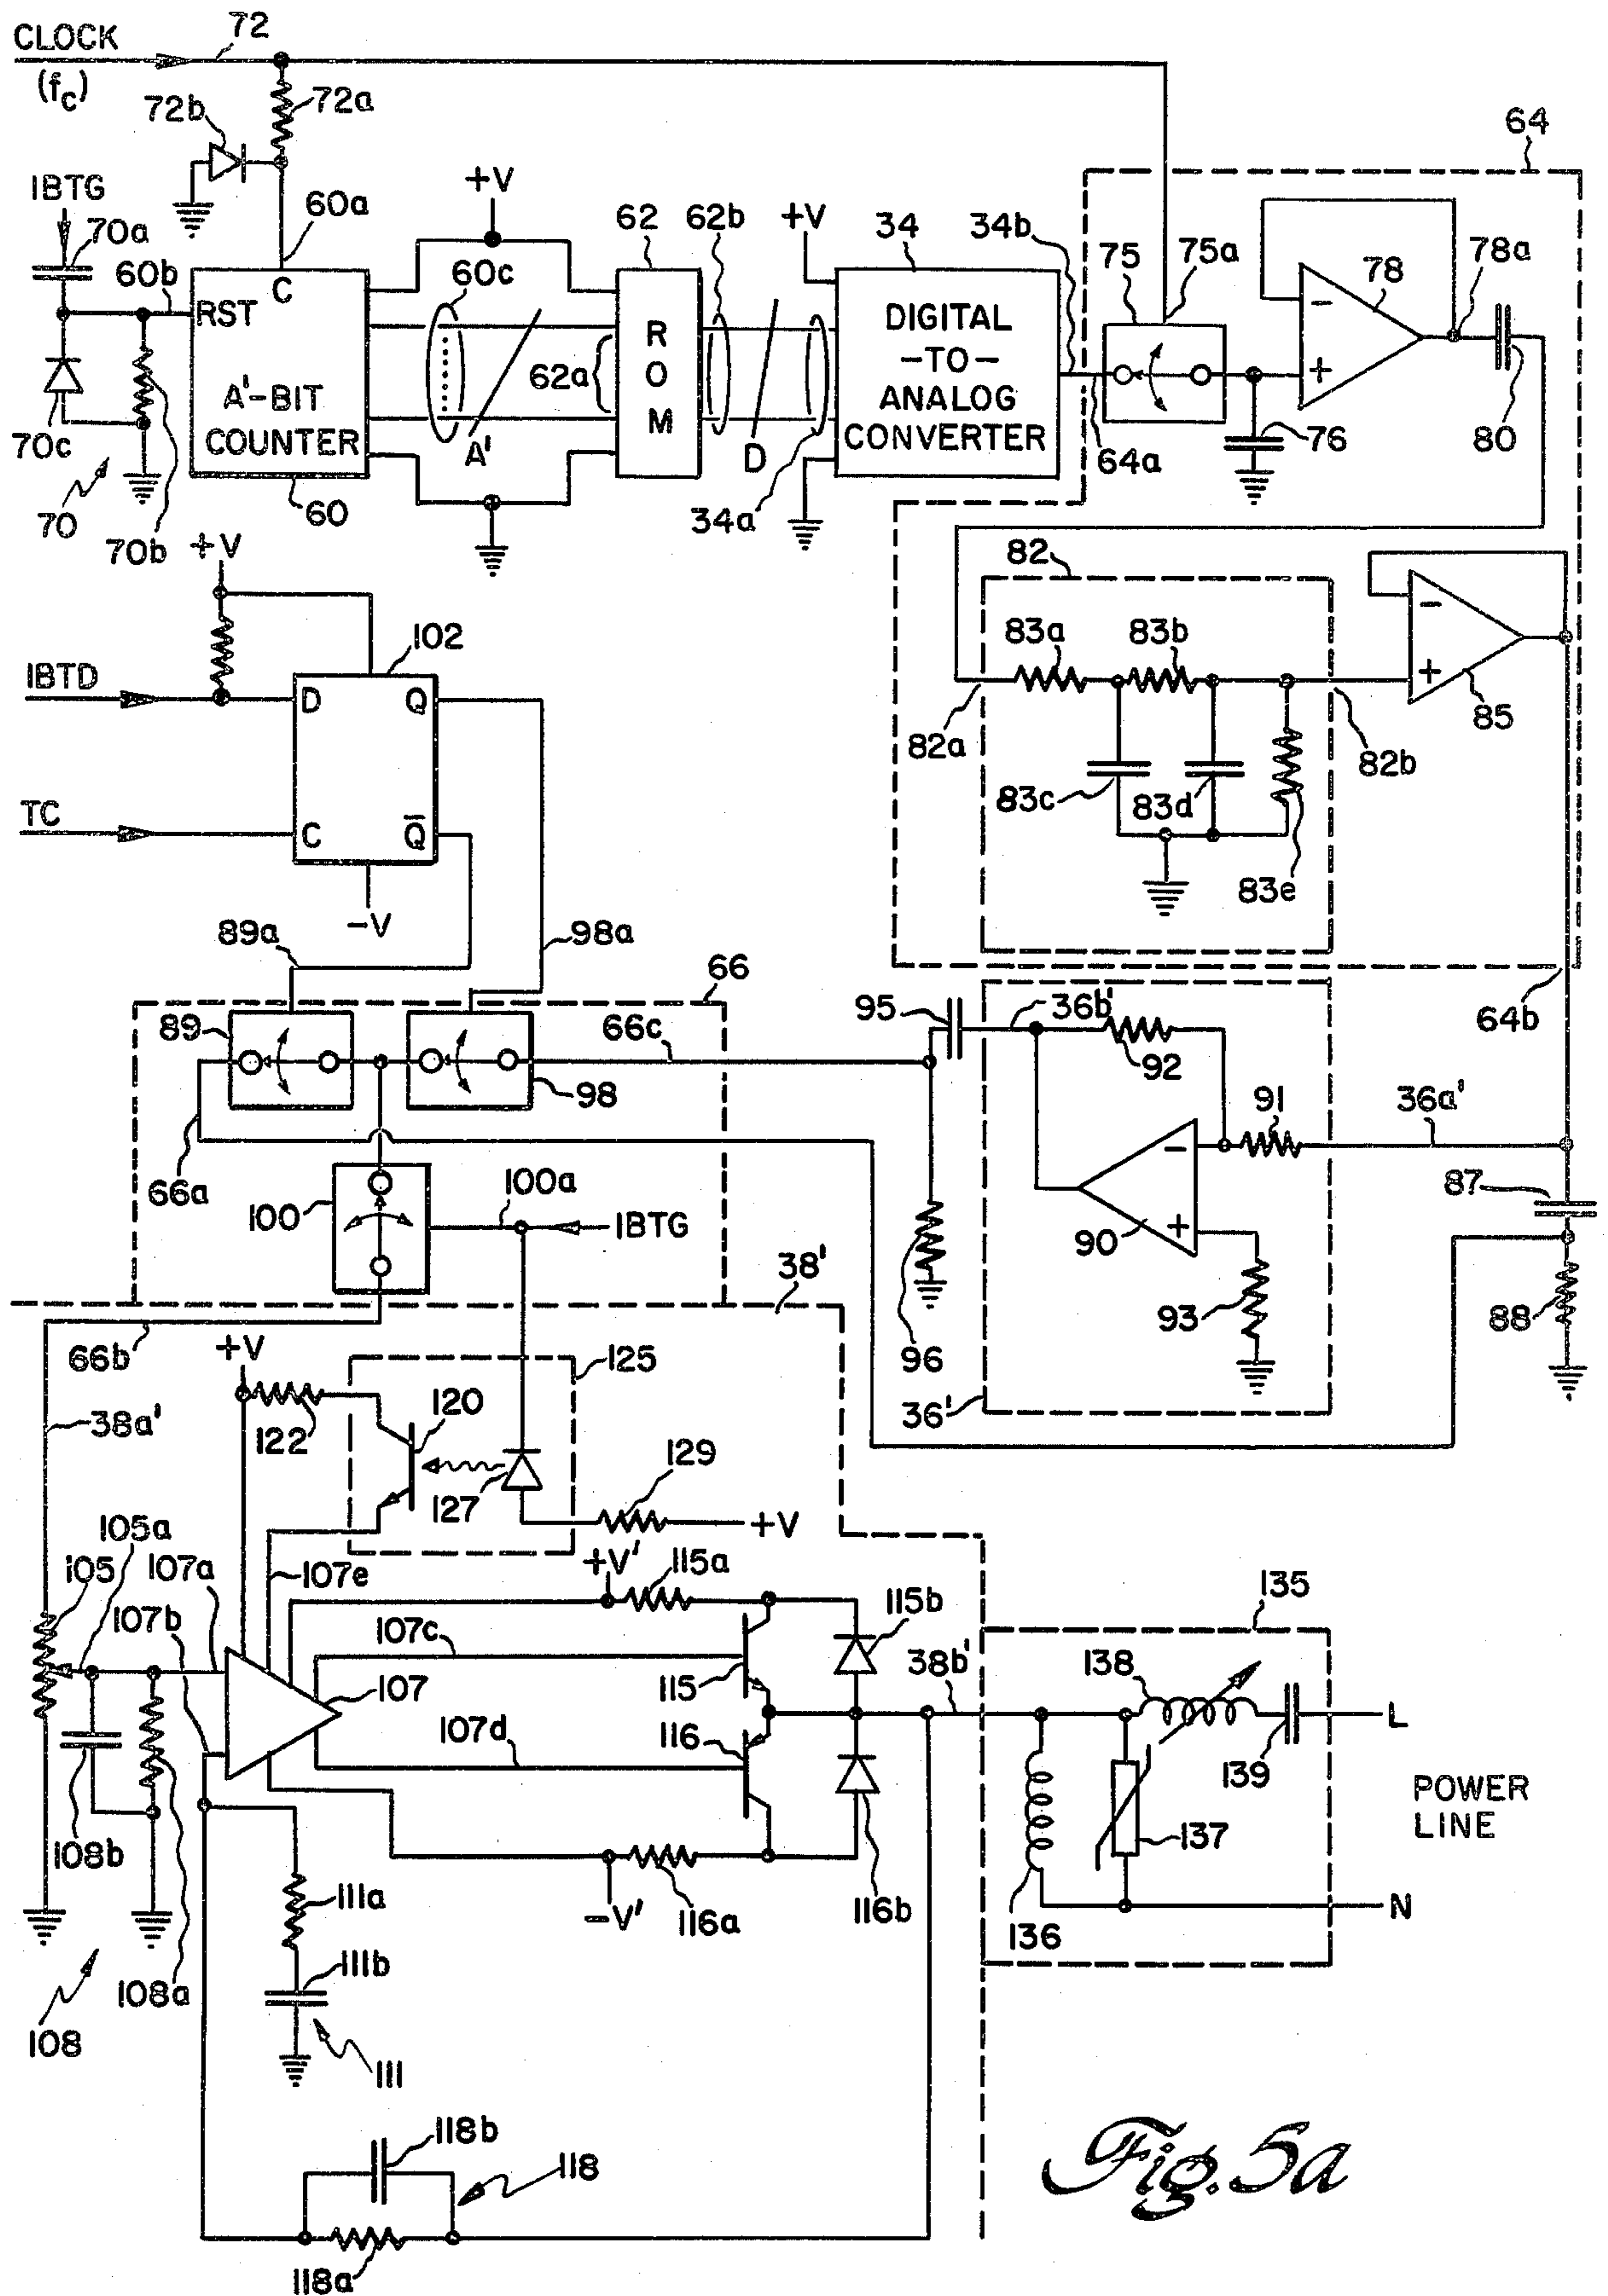 CLOCK
72
(fc)
72b
72a
64
IBTG
70a
60b
60a
+V
62
62b
+V
34
34b
75
75a
78
78a
C
RST
60c
A'-BIT
COUNTER
ROM
62a
DIGITAL
-TO-
ANALOG
CONVERTER
-
+
76
80
70c
70
70b
60
A'
D
34a
64a
+V
102
IBTD
D
Q
TC
C
Q̅
-V
82
83a
83b
82a
83c
83d
83e
82b
-
+
85
89a
98a
66
89
66c
98
95
36b'
92
64b
91
36a'
66a
100
100a
IBTG
90
-
+
87
93
96
88
36'
38'
66b
+V
125
120
122
38a'
127
129
+V
105a
105
107a
107b
107e
+V'
115a
107c
115b
38b'
135
107
115
138
107d
116
L
139
POWER
LINE
108b
137
111a
-V'
116a
116b
136
N
108a
111b
108
111
118b
118
118a
Fig. 5a